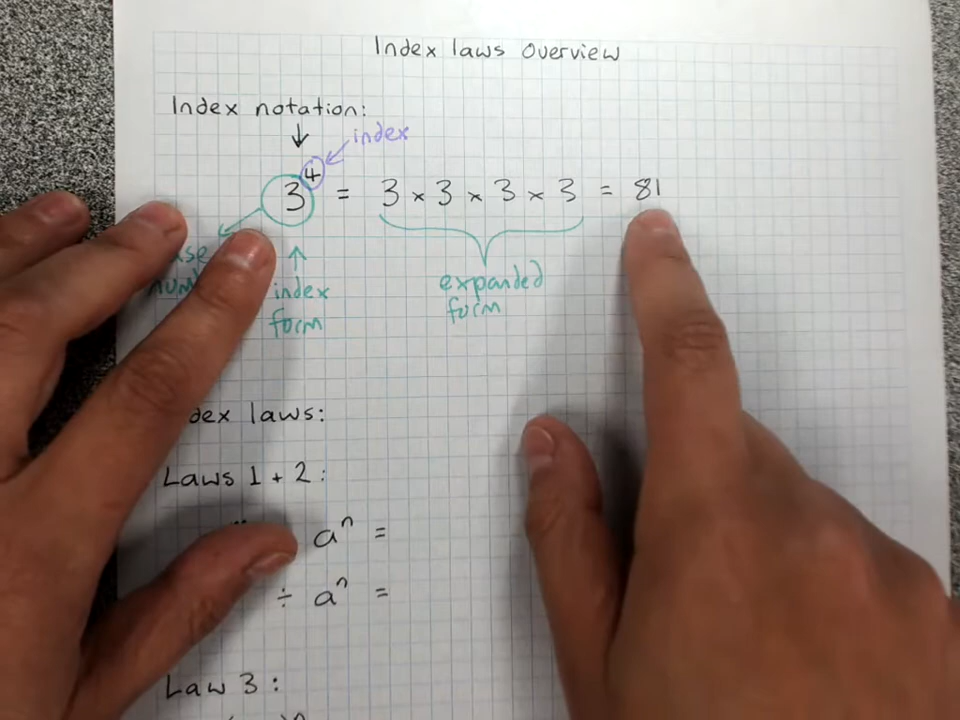 Index laws overview
Index notation:
↓ index
3⁴ = 3 × 3 × 3 × 3 = 81
index expanded
form form
laws:
Laws 1 + 2:
aⁿ =
÷ aⁿ =
Law 3: